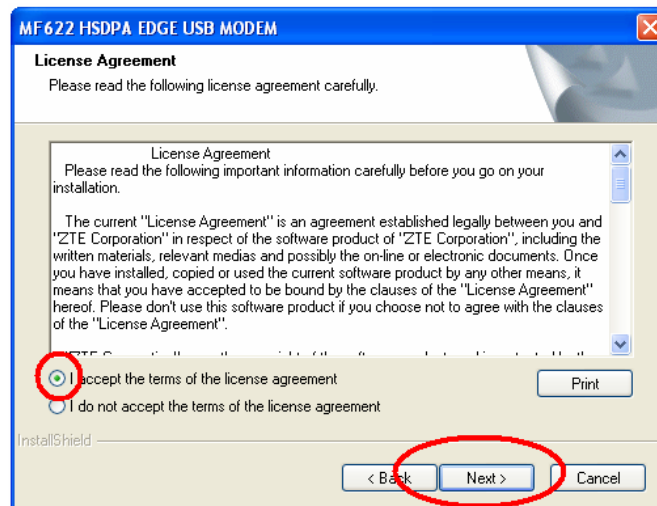 MF622 HSDPA EDGE USB MODEM
License Agreement
Please read the following license agreement carefully.
License Agreement
Please read the following important information carefully before you go on your
installation.
The current "License Agreement" is an agreement established legally between you and
"ZTE Corporation" in respect of the software product of "ZTE Corporation", including the
written materials, relevant medias and possibly the on-line or electronic documents. Once
you have installed, copied or used the current software product by any other means, it
means that you have accepted to be bound by the clauses of the "License Agreement"
hereof. Please don't use this software product if you choose not to agree with the clauses
of the "License Agreement".
I accept the terms of the license agreement
Print
I do not accept the terms of the license agreement
InstallShield
< Back Next > Cancel